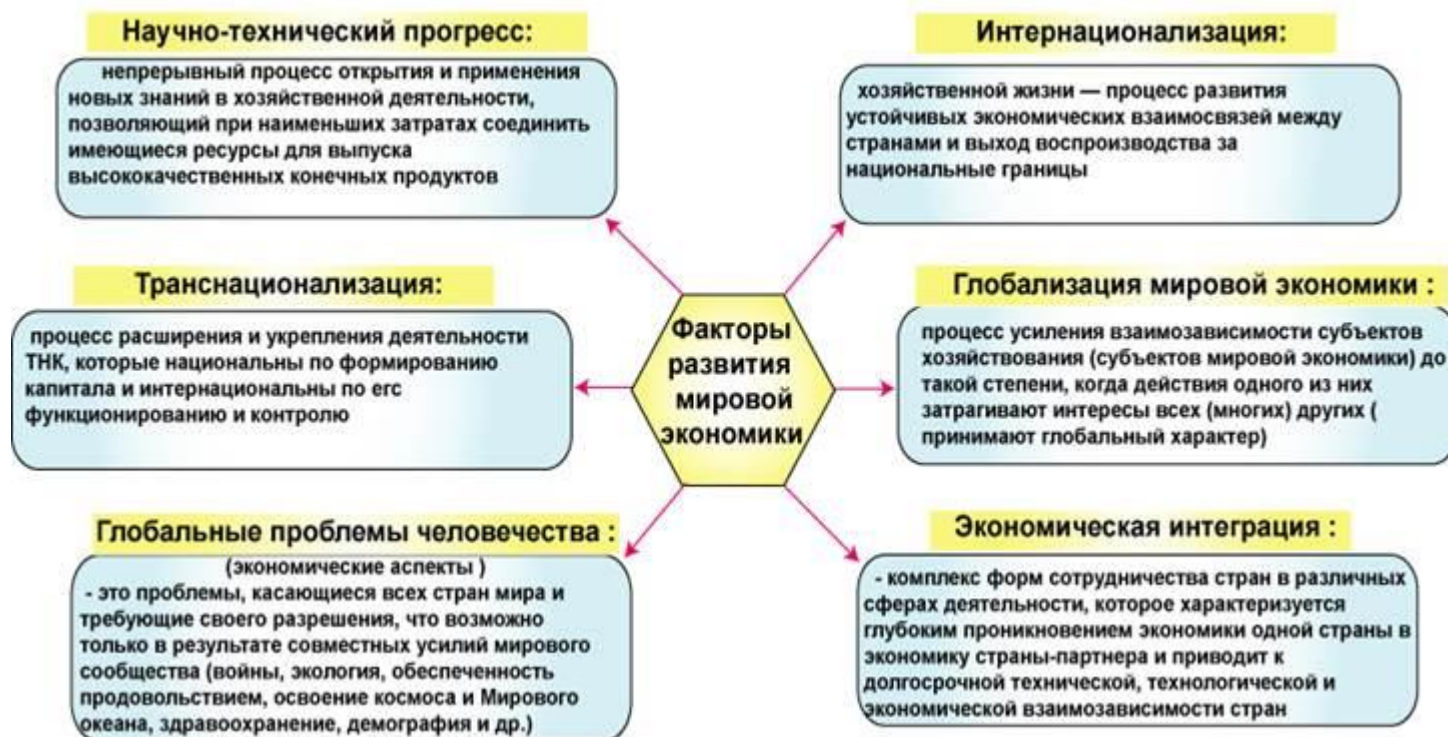 Научно-технический прогресс:
непрерывный процесс открытия и применения
новых знаний в хозяйственной деятельности,
позволяющий при наименьших затратах соединить
имеющиеся ресурсы для выпуска
высококачественных конечных продуктов
Интернационализация:
хозяйственной жизни — процесс развития
устойчивых экономических взаимосвязей между
странами и выход воспроизводства за
национальные границы
Транснационализация:
процесс расширения и укрепления деятельности
ТНК, которые национальны по формированию
капитала и интернациональны по егс
функционированию и контролю
Факторы
развития
мировой
экономики
Глобализация мировой экономики :
процесс усиления взаимозависимости субъектов
хозяйствования (субъектов мировой экономики) до
такой степени, когда действия одного из них
затрагивают интересы всех (многих) других (
принимают глобальный характер)
Глобальные проблемы человечества :
(экономические аспекты )
- это проблемы, касающиеся всех стран мира и
требующие своего разрешения, что возможно
только в результате совместных усилий мирового
сообщества (войны, экология, обеспеченность
продовольствием, освоение космоса и Мирового
океана, здравоохранение, демография и др.)
Экономическая интеграция :
- комплекс форм сотрудничества стран в различных
сферах деятельности, которое характеризуется
глубоким проникновением экономики одной страны в
экономику страны-партнера и приводит к
долгосрочной технической, технологической и
экономической взаимозависимости стран